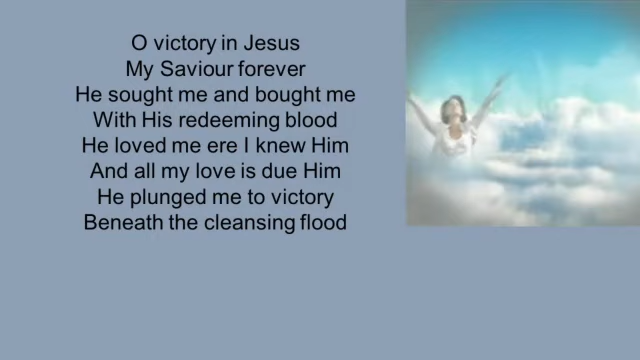 O victory in Jesus
My Saviour forever
He sought me and bought me
With His redeeming blood
He loved me ere I knew Him
And all my love is due Him
He plunged me to victory
Beneath the cleansing flood